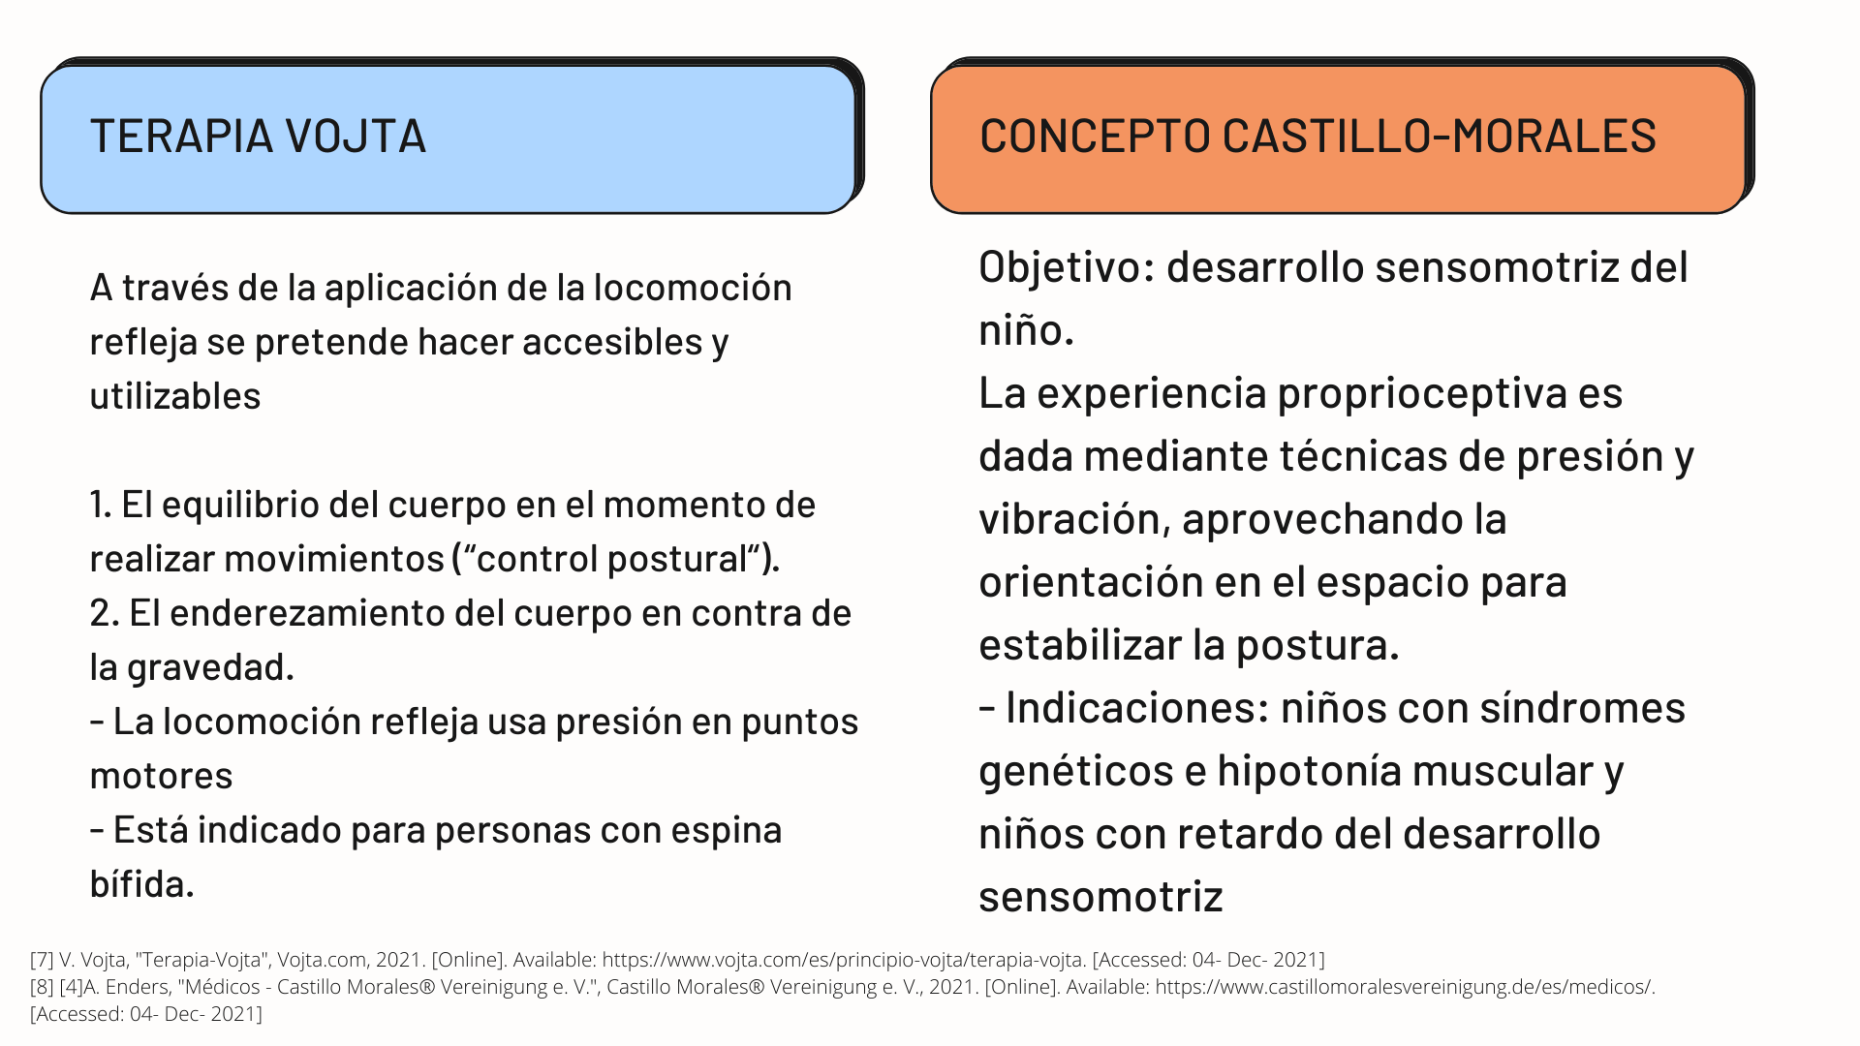 TERAPIA VOJTA
A través de la aplicación de la locomoción
refleja se pretende hacer accesibles y
utilizables
1. El equilibrio del cuerpo en el momento de
realizar movimientos (“control postural“).
2. El enderezamiento del cuerpo en contra de
la gravedad.
- La locomoción refleja usa presión en puntos
motores
- Está indicado para personas con espina
bífida.
CONCEPTO CASTILLO-MORALES
Objetivo: desarrollo sensomotriz del
niño.
La experiencia proprioceptiva es
dada mediante técnicas de presión y
vibración, aprovechando la
orientación en el espacio para
estabilizar la postura.
- Indicaciones: niños con síndromes
genéticos e hipotonía muscular y
niños con retardo del desarrollo
sensomotriz
[7] V. Vojta, "Terapia-Vojta", Vojta.com, 2021. [Online]. Available: https://www.vojta.com/es/principio-vojta/terapia-vojta. [Accessed: 04- Dec- 2021]
[8] [4]A. Enders, "Médicos - Castillo Morales® Vereinigung e. V.", Castillo Morales® Vereinigung e. V., 2021. [Online]. Available: https://www.castillomoralesvereinigung.de/es/medicos/.
[Accessed: 04- Dec- 2021]